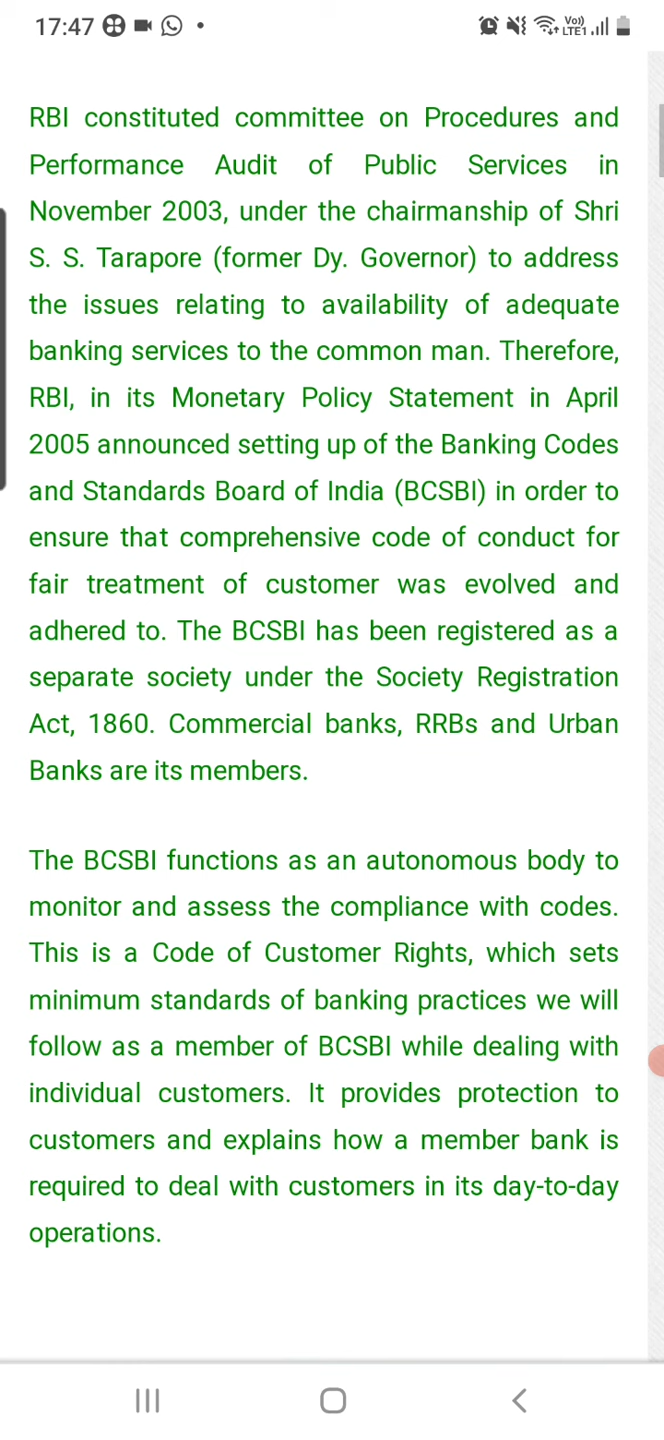 17:47
Vo))
LTE1
RBI constituted committee on Procedures and
Performance Audit of Public Services in
November 2003, under the chairmanship of Shri
S. S. Tarapore (former Dy. Governor) to address
the issues relating to availability of adequate
banking services to the common man. Therefore,
RBI, in its Monetary Policy Statement in April
2005 announced setting up of the Banking Codes
and Standards Board of India (BCSBI) in order to
ensure that comprehensive code of conduct for
fair treatment of customer was evolved and
adhered to. The BCSBI has been registered as a
separate society under the Society Registration
Act, 1860. Commercial banks, RRBs and Urban
Banks are its members.
The BCSBI functions as an autonomous body to
monitor and assess the compliance with codes.
This is a Code of Customer Rights, which sets
minimum standards of banking practices we will
follow as a member of BCSBI while dealing with
individual customers. It provides protection to
customers and explains how a member bank is
required to deal with customers in its day-to-day
operations.